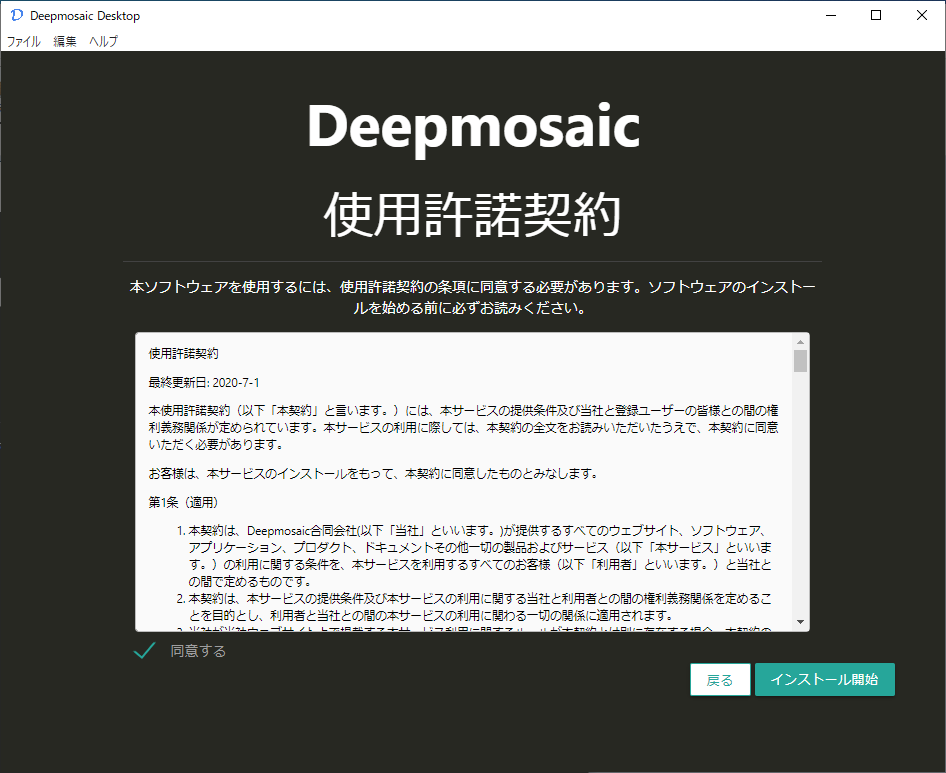 Deepmosaic Desktop
ファイル 編集 ヘルプ
Deepmosaic
使用許諾契約
本ソフトウェアを使用するには、使用許諾契約の条項に同意する必要があります。ソフトウェアのインストー
ルを始める前に必ずお読みください。
使用許諾契約
最終更新日: 2020-7-1
本使用許諾契約（以下「本契約」と言います。）には、本サービスの提供条件及び当社と登録ユーザーの皆様との間の権
利義務関係が定められています。本サービスの利用に際しては、本契約の全文をお読みいただいたうえで、本契約に同意
いただく必要があります。
お客様は、本サービスのインストールをもって、本契約に同意したものとみなします。
第1条（適用）
1. 本契約は、Deepmosaic合同会社(以下「当社」といいます。)が提供するすべてのウェブサイト、ソフトウェア、
アプリケーション、プロダクト、ドキュメントその他一切の製品およびサービス（以下「本サービス」といいま
す。）の利用に関する条件を、本サービスを利用するすべてのお客様（以下「利用者」といいます。）と当社と
の間で定めるものです。
2. 本契約は、本サービスの提供条件及び本サービスの利用に関する当社と利用者との間の権利義務関係を定めるこ
とを目的とし、利用者と当社との間の本サービスの利用に関わる一切の関係に適用されます。
同意する
戻る
インストール開始